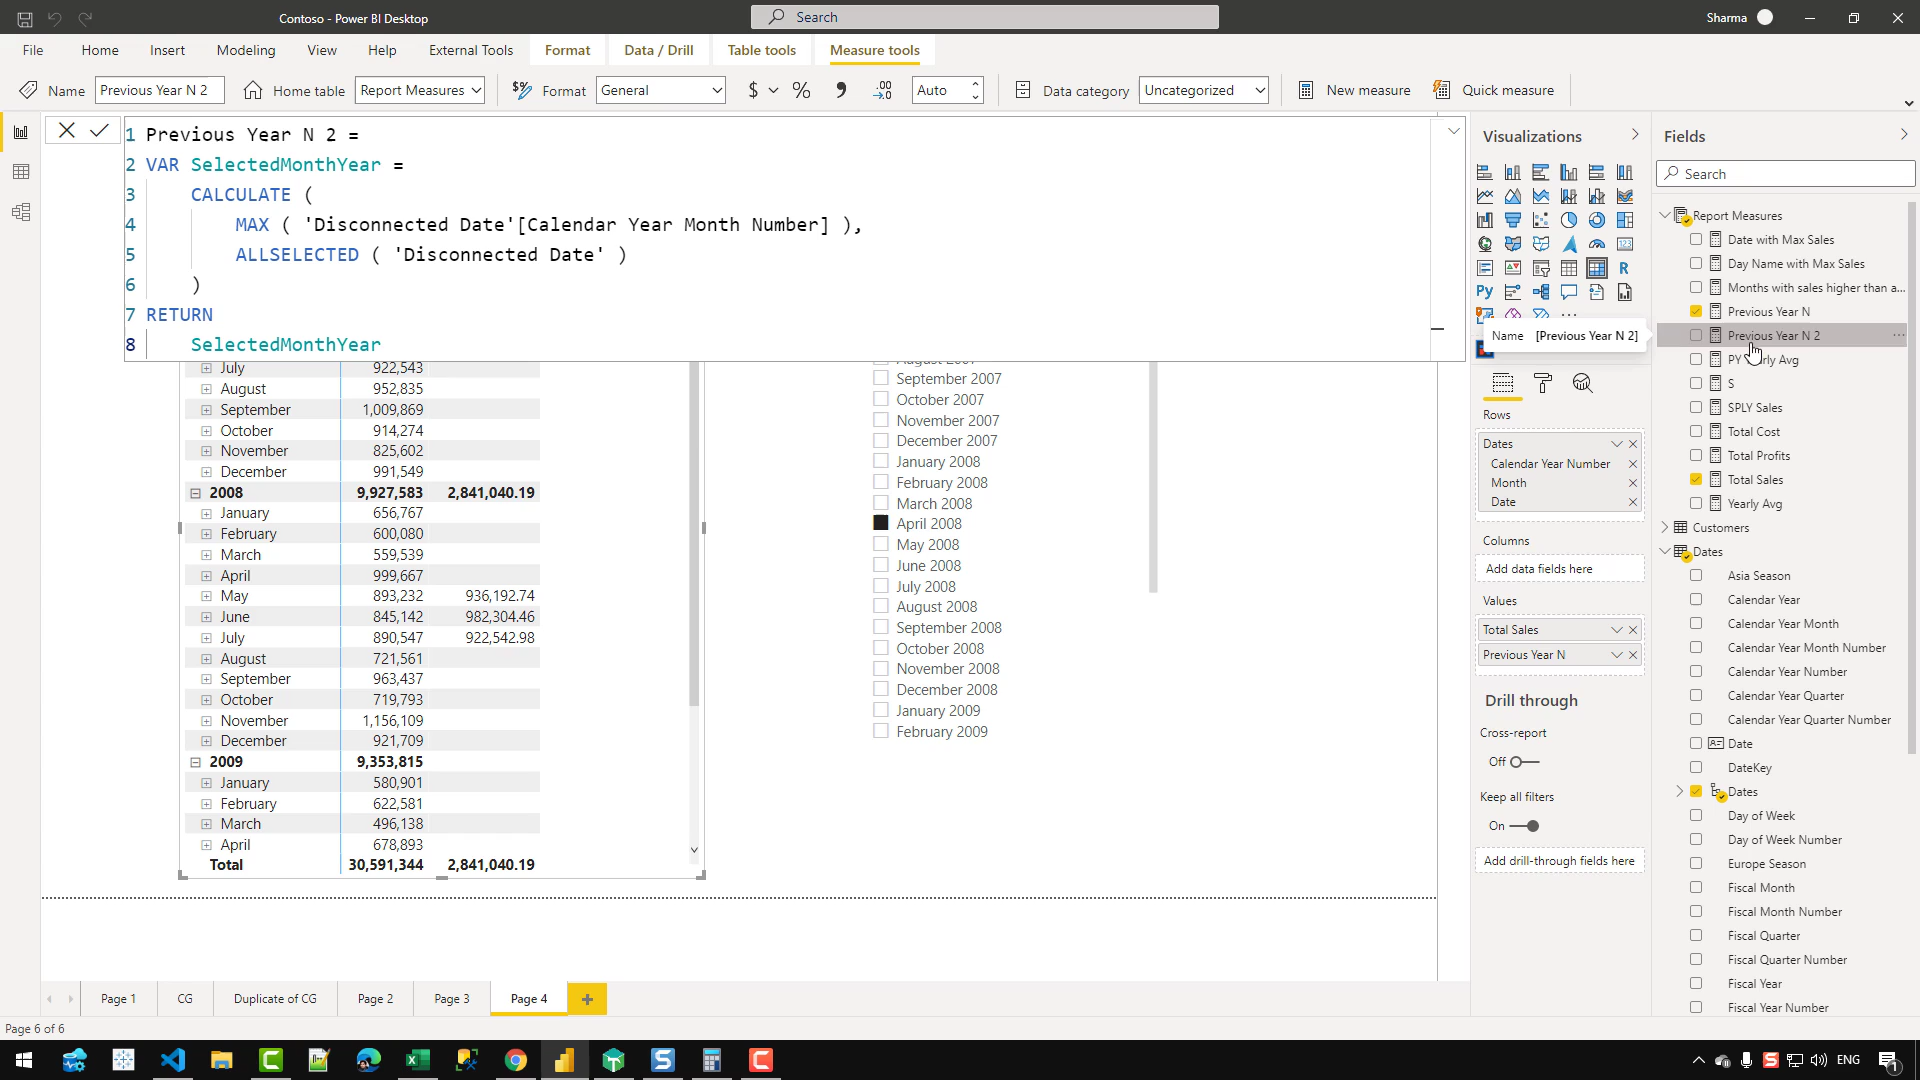 Contoso - Power BI Desktop
Search
Sharma
File Home Insert Modeling View Help External Tools Format Data / Drill Table tools Measure tools
Name Previous Year N 2 Home table Report Measures Format General $ % Auto Data category Uncategorized New measure Quick measure
1 Previous Year N 2 =
2 VAR SelectedMonthYear =
3 CALCULATE (
4 MAX ( 'Disconnected Date'[Calendar Year Month Number] ),
5 ALLSELECTED ( 'Disconnected Date' )
6 )
7 RETURN
8 SelectedMonthYear
July 922,543
August 952,835
September 1,009,869
October 914,274
November 825,602
December 991,549
2008 9,927,583 2,841,040.19
January 656,767
February 600,080
March 559,539
April 999,667
May 893,232 936,192.74
June 845,142 982,304.46
July 890,547 922,542.98
August 721,561
September 963,437
October 719,793
November 1,156,109
December 921,709
2009 9,353,815
January 580,901
February 622,581
March 496,138
April 678,893
Total 30,591,344 2,841,040.19
August 2007
September 2007
October 2007
November 2007
December 2007
January 2008
February 2008
March 2008
April 2008
May 2008
June 2008
July 2008
August 2008
September 2008
October 2008
November 2008
December 2008
January 2009
February 2009
Visualizations
R
Py
Name [Previous Year N 2]
Rows
Dates
Calendar Year Number
Month
Date
Columns
Add data fields here
Values
Total Sales
Previous Year N
Drill through
Cross-report
Off
Keep all filters
On
Add drill-through fields here
Fields
Search
Report Measures
Date with Max Sales
Day Name with Max Sales
Months with sales higher than a...
Previous Year N
Previous Year N 2
PY Yearly Avg
S
SPLY Sales
Total Cost
Total Profits
Total Sales
Yearly Avg
Customers
Dates
Asia Season
Calendar Year
Calendar Year Month
Calendar Year Month Number
Calendar Year Number
Calendar Year Quarter
Calendar Year Quarter Number
Date
DateKey
Dates
Day of Week
Day of Week Number
Europe Season
Fiscal Month
Fiscal Month Number
Fiscal Quarter
Fiscal Quarter Number
Fiscal Year
Fiscal Year Number
Page 1 CG Duplicate of CG Page 2 Page 3 Page 4
Page 6 of 6
ENG